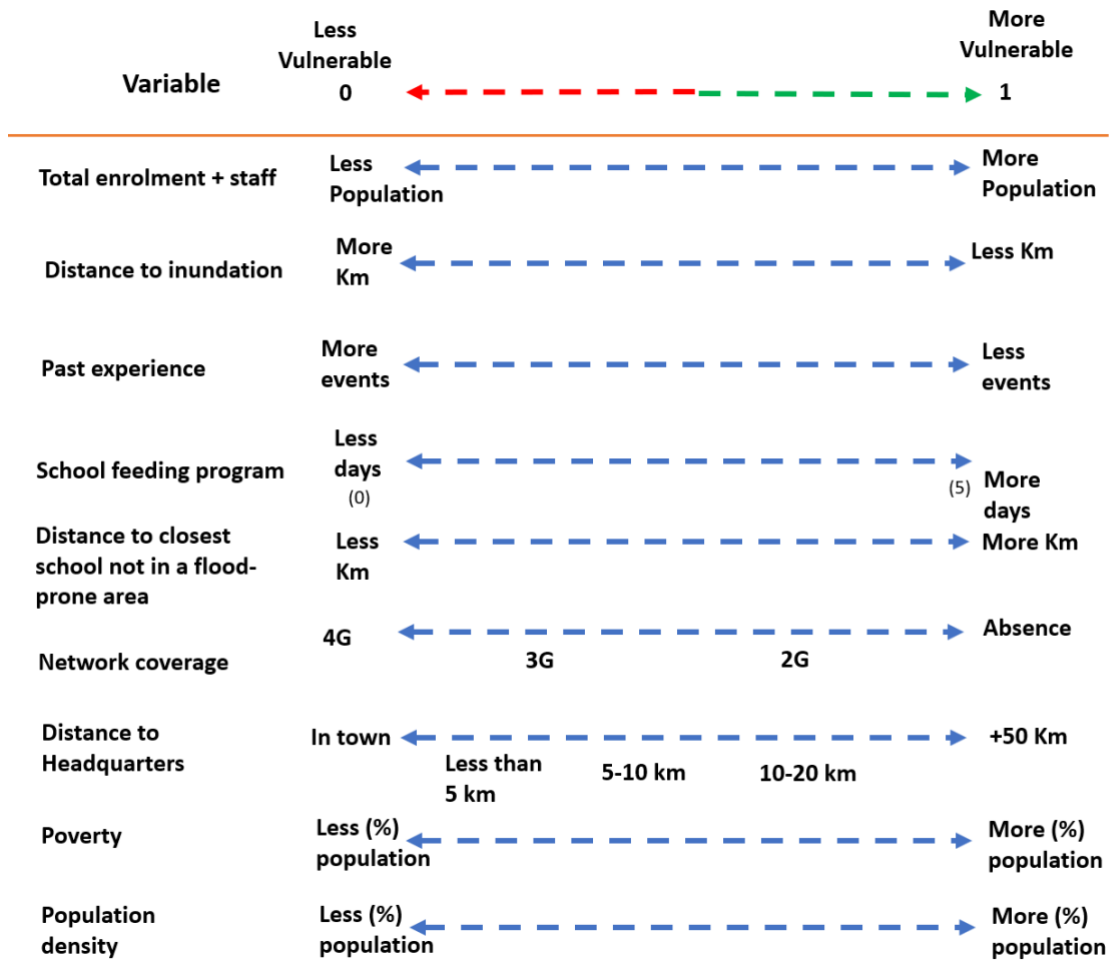 Variable
Less
Vulnerable
0
More
Vulnerable
1
Total enrolment + staff
Less
Population
More
Population
Distance to inundation
More
Km
Less Km
Past experience
More
events
Less
events
School feeding program
Less
days
(0)
(5)
More
days
Distance to closest
school not in a flood-
prone area
Less
Km
More Km
Network coverage
4G
3G
2G
Absence
Distance to
Headquarters
In town
Less than
5 km
5-10 km
10-20 km
+50 Km
Poverty
Less (%)
population
More (%)
population
Population
density
Less (%)
population
More (%)
population